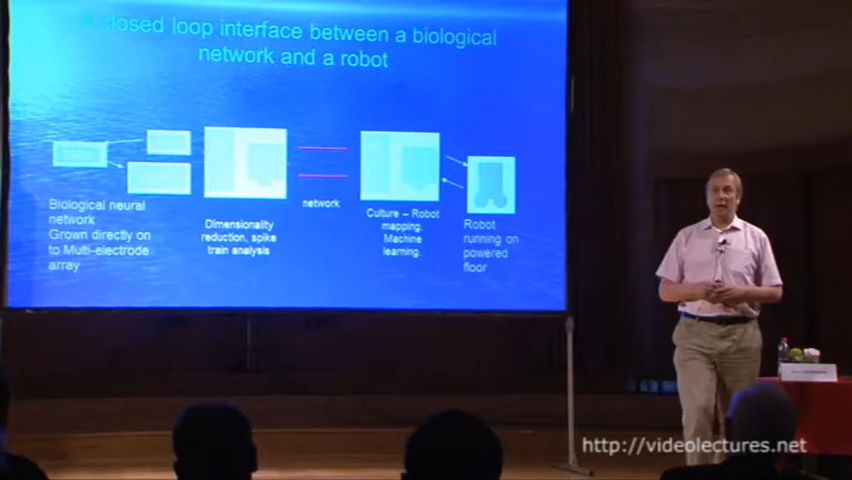 A closed loop interface between a biological
network and a robot
Biological neural
network
Grown directly on
to Multi-electrode
array
Dimensionality
reduction, spike
train analysis
network
Culture – Robot
mapping.
Machine
learning.
Robot
running on
powered
floor
http://videolectures.net